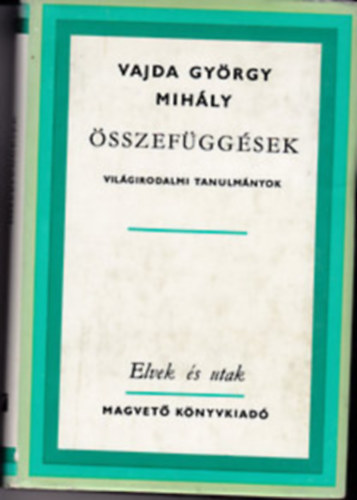 VAJDA GYÖRGY
MIHÁLY
ÖSSZEFÜGGÉSEK
VILÁGIRODALMI TANULMÁNYOK
Elvek és utak
MAGVETŐ KÖNYVKIADÓ